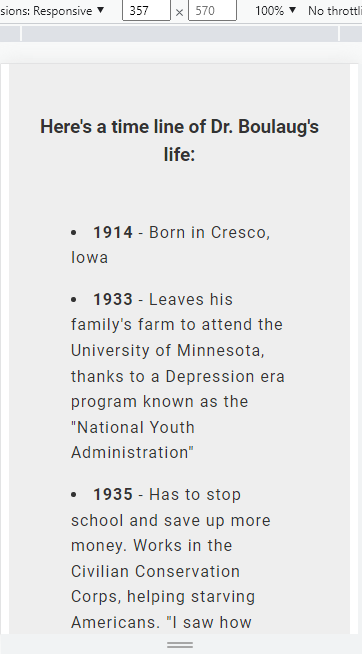 sions: Responsive ▼ 357 × 570 100% ▼ No throttli
Here's a time line of Dr. Boulaug's
life:
• 1914 - Born in Cresco,
Iowa
• 1933 - Leaves his
family's farm to attend the
University of Minnesota,
thanks to a Depression era
program known as the
"National Youth
Administration"
• 1935 - Has to stop
school and save up more
money. Works in the
Civilian Conservation
Corps, helping starving
Americans. "I saw how